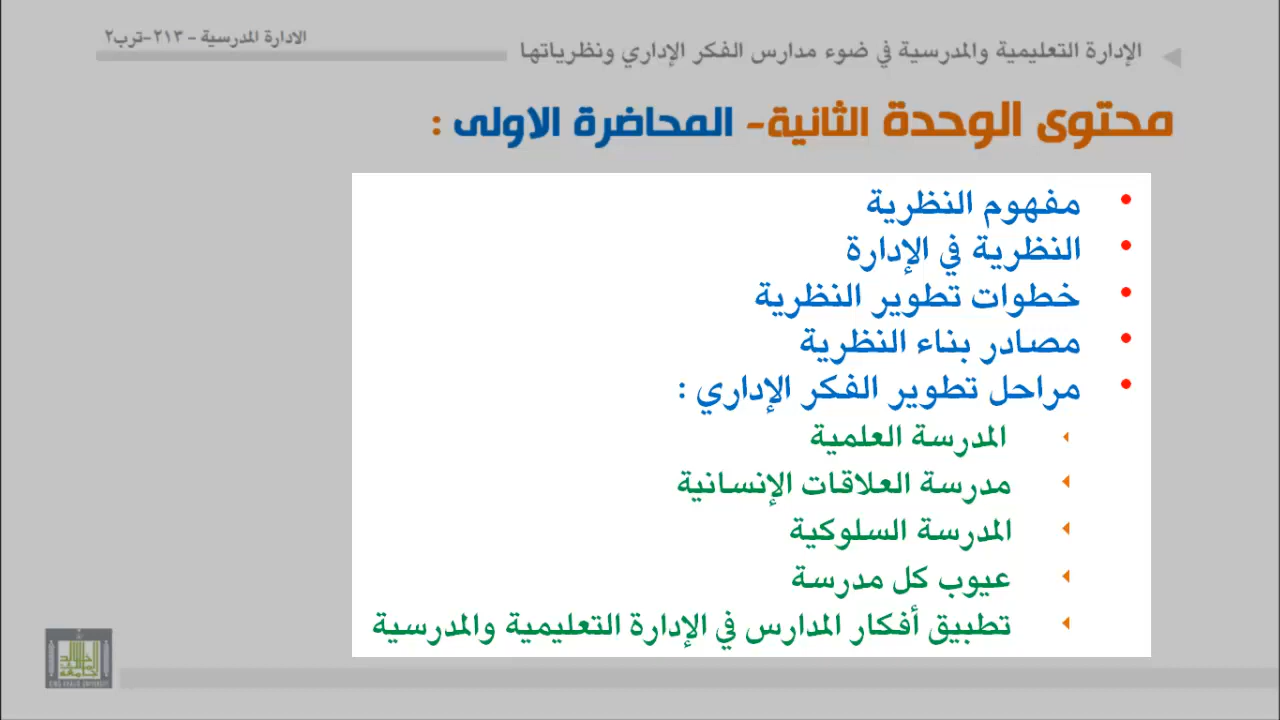 الإدارة التعليمية والمدرسية في ضوء مدارس الفكر الإداري ونظرياتها
الادارة المدرسية - ٢١٣-ترب٢
محتوى الوحدة الثانية- المحاضرة الاولى :
• مفهوم النظرية
• النظرية في الإدارة
• خطوات تطوير النظرية
• مصادر بناء النظرية
• مراحل تطوير الفكر الإداري :
المدرسة العلمية
مدرسة العلاقات الإنسانية
المدرسة السلوكية
عيوب كل مدرسة
تطبيق أفكار المدارس في الإدارة التعليمية والمدرسية